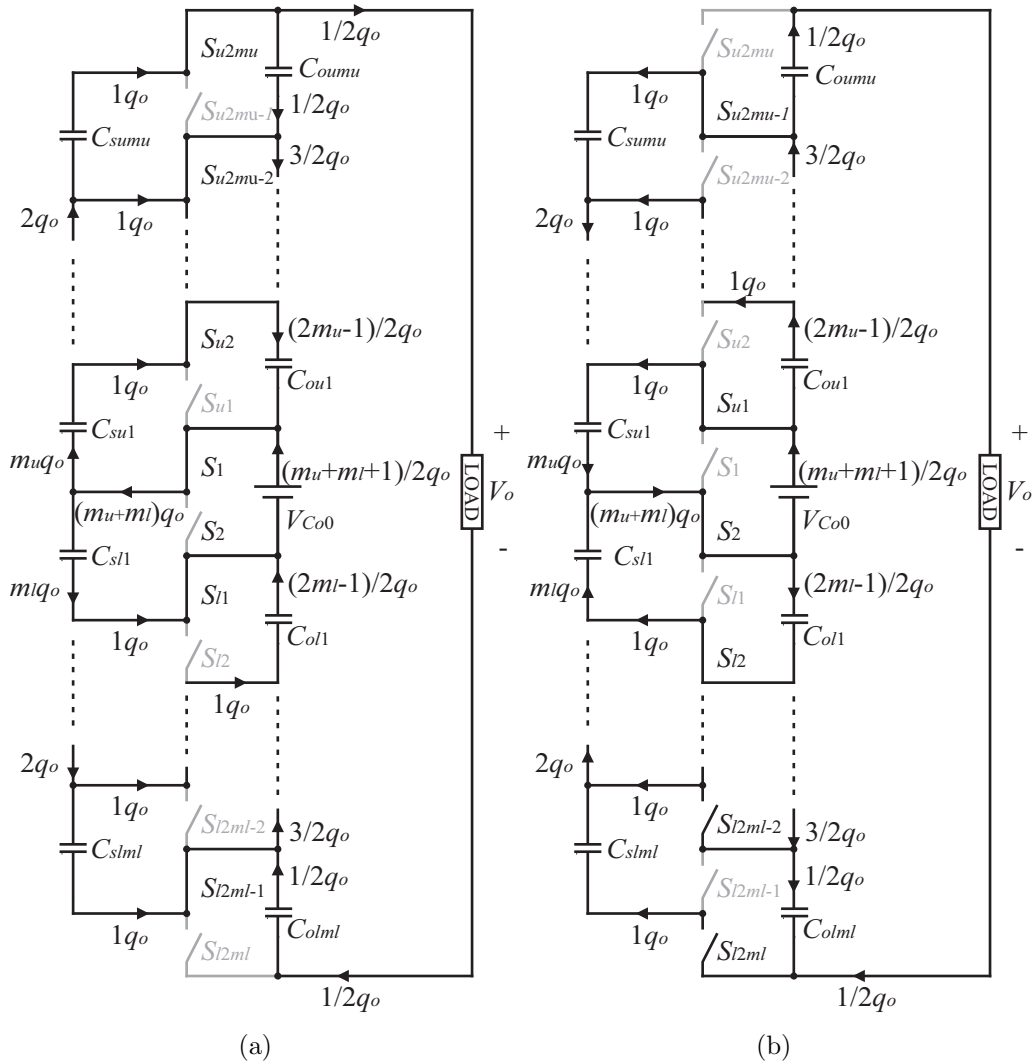 1/2qo
Su2mu
Coumu
1qo
1/2qo
Su2mu-1
Csumu
3/2qo
Su2mu-2
2qo
1qo
(2mu-1)/2qo
Su2
1qo
Cou1
Su1
Csu1
muqo
S1
(mu+ml+1)/2qo
(mu+ml)qo
S2
VCo0
Csl1
(2ml-1)/2qo
mlqo
Sl1
1qo
Col1
Sl2
1qo
2qo
1qo
Sl2ml-2
3/2qo
Cslml
1/2qo
Sl2ml-1
1qo
Colml
Sl2ml
1/2qo
+
LOAD
Vo
-
(a)
Su2mu
1/2qo
Coumu
1qo
Su2mu-1
Csumu
3/2qo
Su2mu-2
2qo
1qo
1qo
(2mu-1)/2qo
Su2
1qo
Cou1
Su1
Csu1
muqo
S1
(mu+ml+1)/2qo
(mu+ml)qo
S2
VCo0
Csl1
(2ml-1)/2qo
mlqo
Sl1
1qo
Col1
Sl2
2qo
1qo
Sl2ml-2
3/2qo
Cslml
1/2qo
Sl2ml-1
1qo
Colml
Sl2ml
1/2qo
+
LOAD
Vo
-
(b)